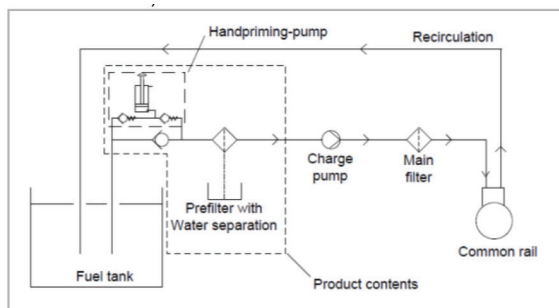 Handpriming-pump
Recirculation
Charge
pump
Main
filter
Prefilter with
Water separation
Common rail
Fuel tank
Product contents